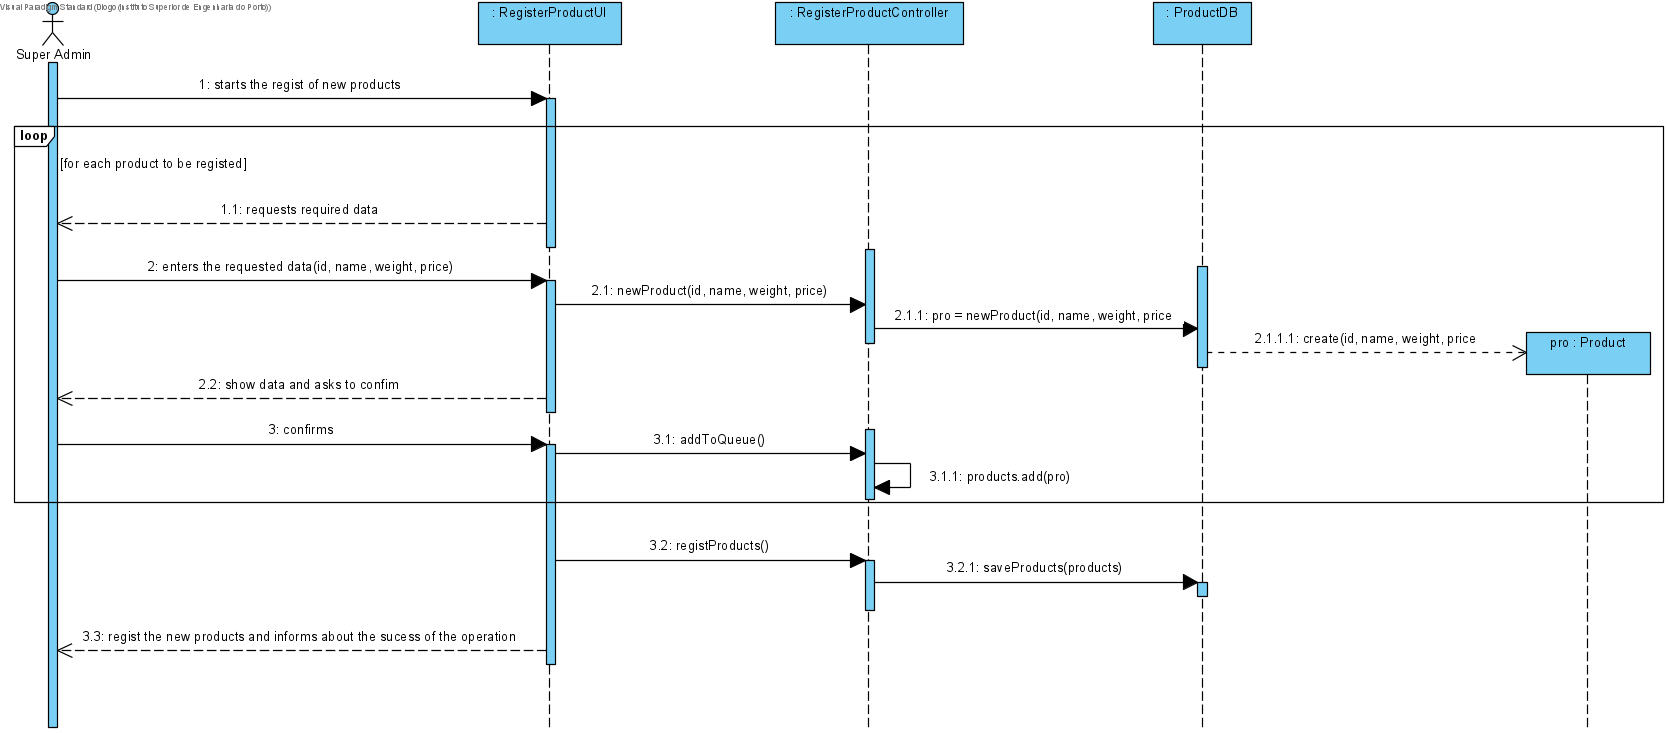 Visual Paradigm Standard (Diogo (Instituto Superior de Engenharia do Porto))
: RegisterProductUI
: RegisterProductController
: ProductDB
Super Admin
1: starts the regist of new products
loop
[for each product to be registed]
1.1: requests required data
2: enters the requested data(id, name, weight, price)
2.1: newProduct(id, name, weight, price)
2.1.1: pro = newProduct(id, name, weight, price
2.1.1.1: create(id, name, weight, price
pro : Product
2.2: show data and asks to confim
3: confirms
3.1: addToQueue()
3.1.1: products.add(pro)
3.2: registProducts()
3.2.1: saveProducts(products)
3.3: regist the new products and informs about the sucess of the operation